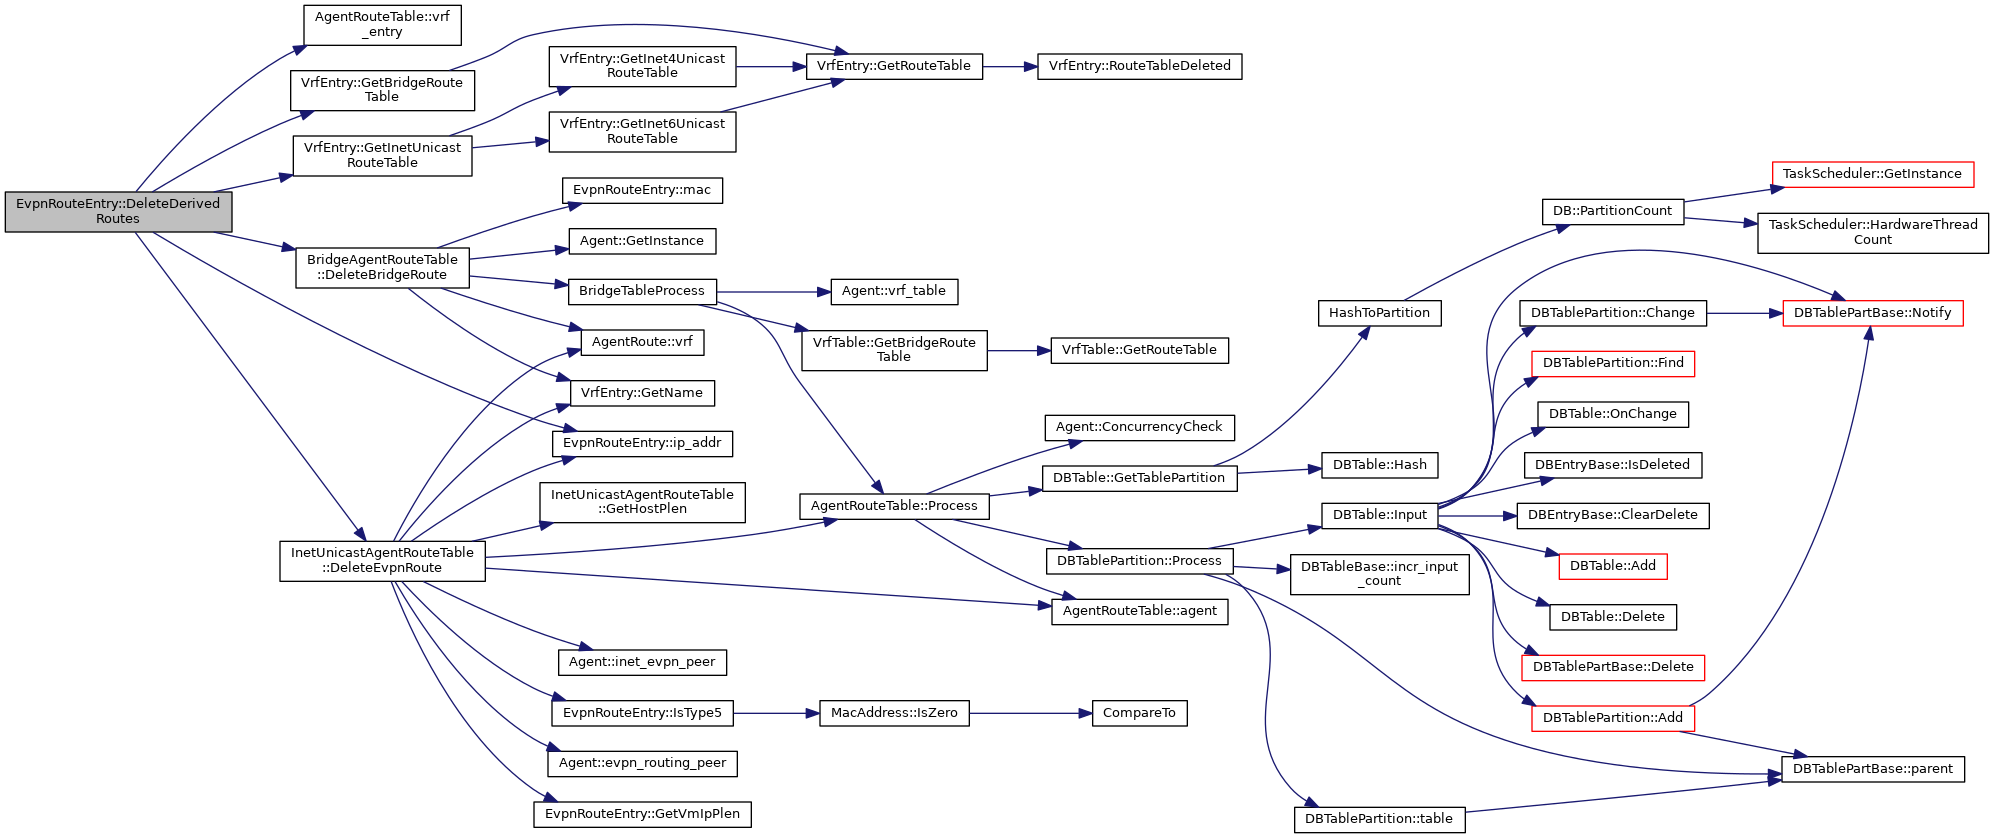 EvpnRouteEntry::DeleteDerived
Routes
AgentRouteTable::vrf
_entry
VrfEntry::GetBridgeRoute
Table
VrfEntry::GetInetUnicast
RouteTable
BridgeAgentRouteTable
::DeleteBridgeRoute
InetUnicastAgentRouteTable
::DeleteEvpnRoute
VrfEntry::GetInet4Unicast
RouteTable
VrfEntry::GetInet6Unicast
RouteTable
EvpnRouteEntry::mac
Agent::GetInstance
BridgeTableProcess
AgentRoute::vrf
VrfEntry::GetName
EvpnRouteEntry::ip_addr
InetUnicastAgentRouteTable
::GetHostPlen
Agent::inet_evpn_peer
EvpnRouteEntry::IsType5
Agent::evpn_routing_peer
EvpnRouteEntry::GetVmIpPlen
VrfEntry::GetRouteTable
Agent::vrf_table
VrfTable::GetBridgeRoute
Table
AgentRouteTable::Process
MacAddress::IsZero
VrfEntry::RouteTableDeleted
VrfTable::GetRouteTable
Agent::ConcurrencyCheck
DBTable::GetTablePartition
DBTablePartition::Process
AgentRouteTable::agent
CompareTo
HashToPartition
DBTable::Hash
DBTable::Input
DBTableBase::incr_input
_count
DBTablePartition::table
DB::PartitionCount
DBTablePartition::Change
DBTablePartition::Find
DBTable::OnChange
DBEntryBase::IsDeleted
DBEntryBase::ClearDelete
DBTable::Add
DBTable::Delete
DBTablePartBase::Delete
DBTablePartition::Add
TaskScheduler::GetInstance
TaskScheduler::HardwareThread
Count
DBTablePartBase::Notify
DBTablePartBase::parent